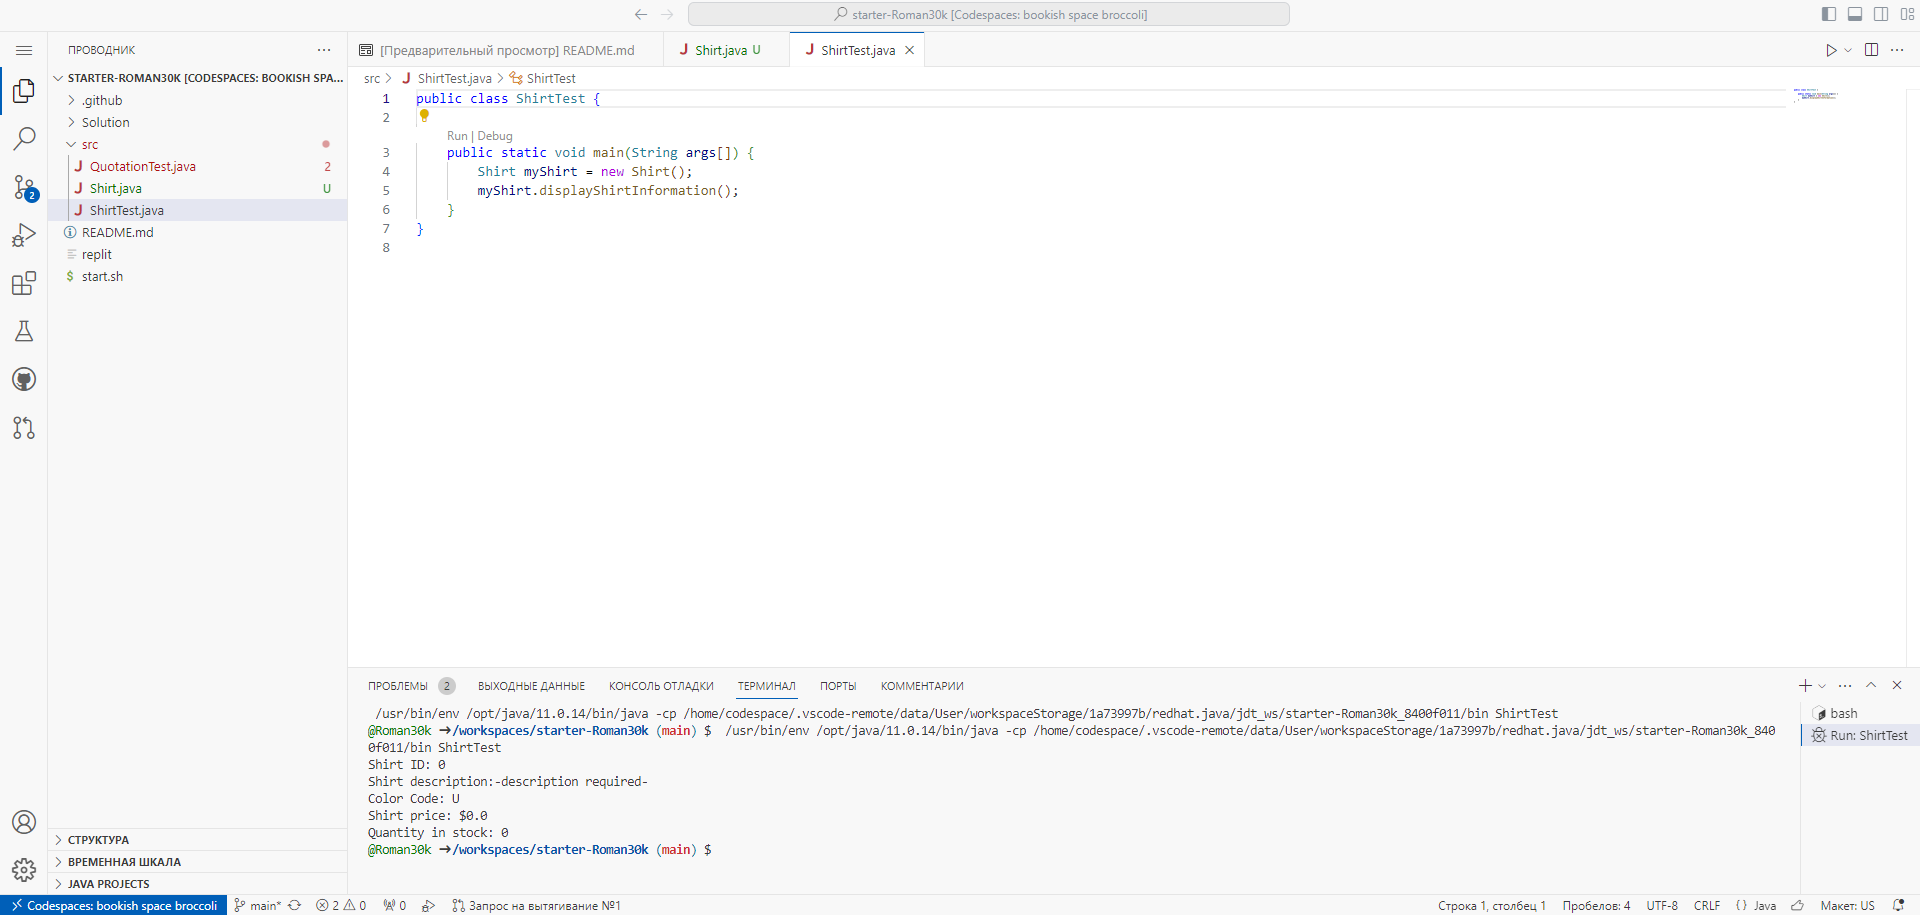 starter-Roman30k [Codespaces: bookish space broccoli]
ПРОВОДНИК
STARTER-ROMAN30K [CODESPACES: BOOKISH SPA...
.github
Solution
src
QuotationTest.java 2
Shirt.java U
ShirtTest.java
README.md
replit
$ start.sh
СТРУКТУРА
ВРЕМЕННАЯ ШКАЛА
JAVA PROJECTS
2
[Предварительный просмотр] README.md
J Shirt.java U
J ShirtTest.java
src > J ShirtTest.java > ShirtTest
1 public class ShirtTest {
2
Run | Debug
3 public static void main(String args[]) {
4 Shirt myShirt = new Shirt();
5 myShirt.displayShirtInformation();
6 }
7 }
8
ПРОБЛЕМЫ 2 ВЫХОДНЫЕ ДАННЫЕ КОНСОЛЬ ОТЛАДКИ ТЕРМИНАЛ ПОРТЫ КОММЕНТАРИИ
/usr/bin/env /opt/java/11.0.14/bin/java -cp /home/codespace/.vscode-remote/data/User/workspaceStorage/1a73997b/redhat.java/jdt_ws/starter-Roman30k_8400f011/bin ShirtTest
@Roman30k ➜/workspaces/starter-Roman30k (main) $ /usr/bin/env /opt/java/11.0.14/bin/java -cp /home/codespace/.vscode-remote/data/User/workspaceStorage/1a73997b/redhat.java/jdt_ws/starter-Roman30k_840
0f011/bin ShirtTest
Shirt ID: 0
Shirt description:-description required-
Color Code: U
Shirt price: $0.0
Quantity in stock: 0
@Roman30k ➜/workspaces/starter-Roman30k (main) $
bash
Run: ShirtTest
Codespaces: bookish space broccoli main* 2 0 0 Запрос на вытягивание №1 Строка 1, столбец 1 Пробелов: 4 UTF-8 CRLF {} Java Макет: US